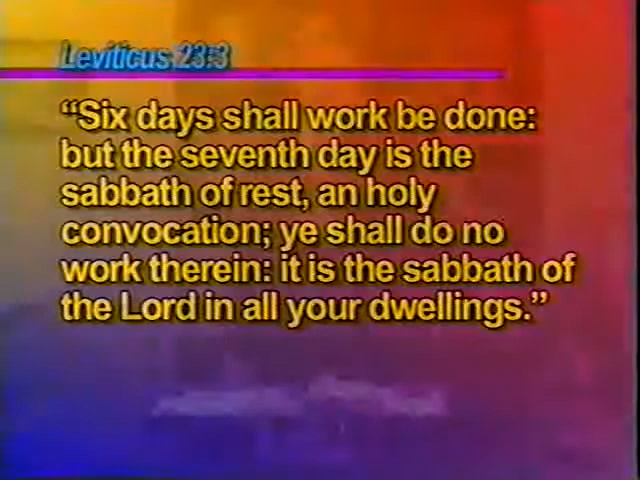 Leviticus 23:3
“Six days shall work be done:
but the seventh day is the
sabbath of rest, an holy
convocation; ye shall do no
work therein: it is the sabbath of
the Lord in all your dwellings.”